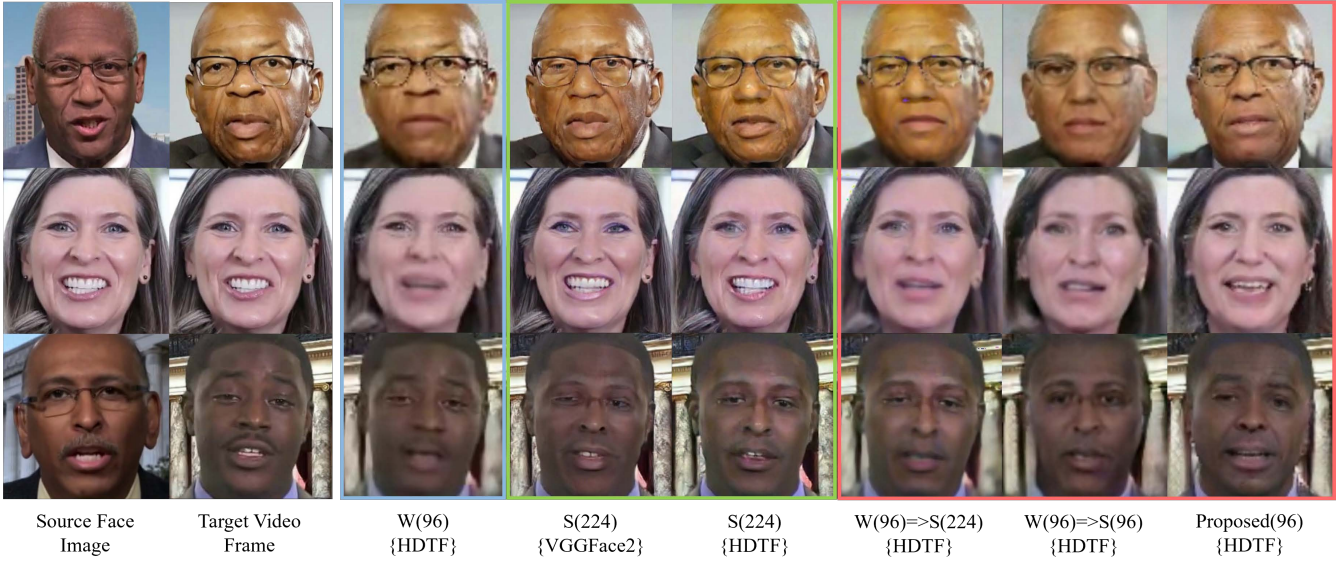 Source Face
Image
Target Video
Frame
W(96)
{HDTF}
S(224)
{VGGFace2}
S(224)
{HDTF}
W(96)=>S(224)
{HDTF}
W(96)=>S(96)
{HDTF}
Proposed(96)
{HDTF}